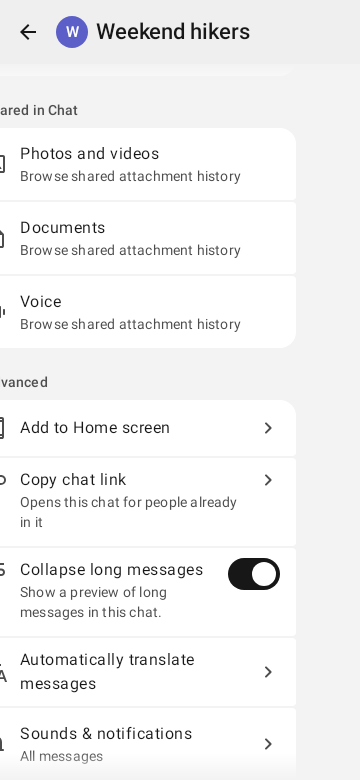 W Weekend hikers
ared in Chat
Photos and videos
Browse shared attachment history
Documents
Browse shared attachment history
Voice
Browse shared attachment history
vanced
Add to Home screen
Copy chat link
Opens this chat for people already
in it
Collapse long messages
Show a preview of long
messages in this chat.
Automatically translate
messages
Sounds & notifications
All messages